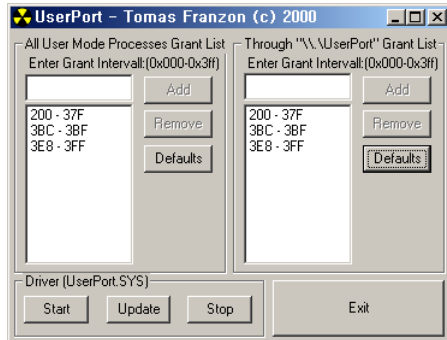 UserPort - Tomas Franzon (c) 2000
All User Mode Processes Grant List
Enter Grant Intervall:(0x000-0x3ff)
Add
200 - 37F
3BC - 3BF
3E8 - 3FF
Remove
Defaults
Through "\\.\UserPort" Grant List
Enter Grant Intervall:(0x000-0x3ff)
Add
200 - 37F
3BC - 3BF
3E8 - 3FF
Remove
Defaults
Driver (UserPort.SYS)
Start
Update
Stop
Exit